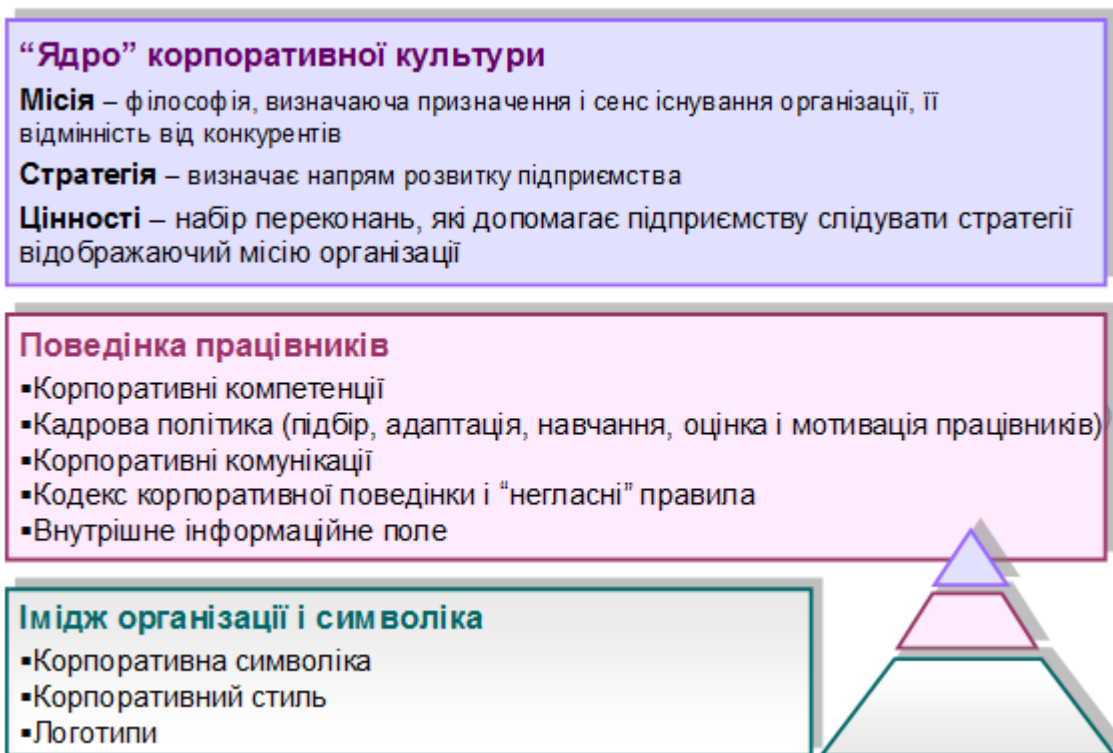 “Ядро” корпоративної культури
Місія – філософія, визначаюча призначення і сенс існування організації, її
відмінність від конкурентів
Стратегія – визначає напрям розвитку підприємства
Цінності – набір переконань, які допомагає підприємству слідувати стратегії
відображаючий місію організації
Поведінка працівників
▪Корпоративні компетенції
▪Кадрова політика (підбір, адаптація, навчання, оцінка і мотивація працівників)
▪Корпоративні комунікації
▪Кодекс корпоративної поведінки і “негласні” правила
▪Внутрішне інформаційне поле
Імідж організації і символіка
▪Корпоративна символіка
▪Корпоративний стиль
▪Логотипи